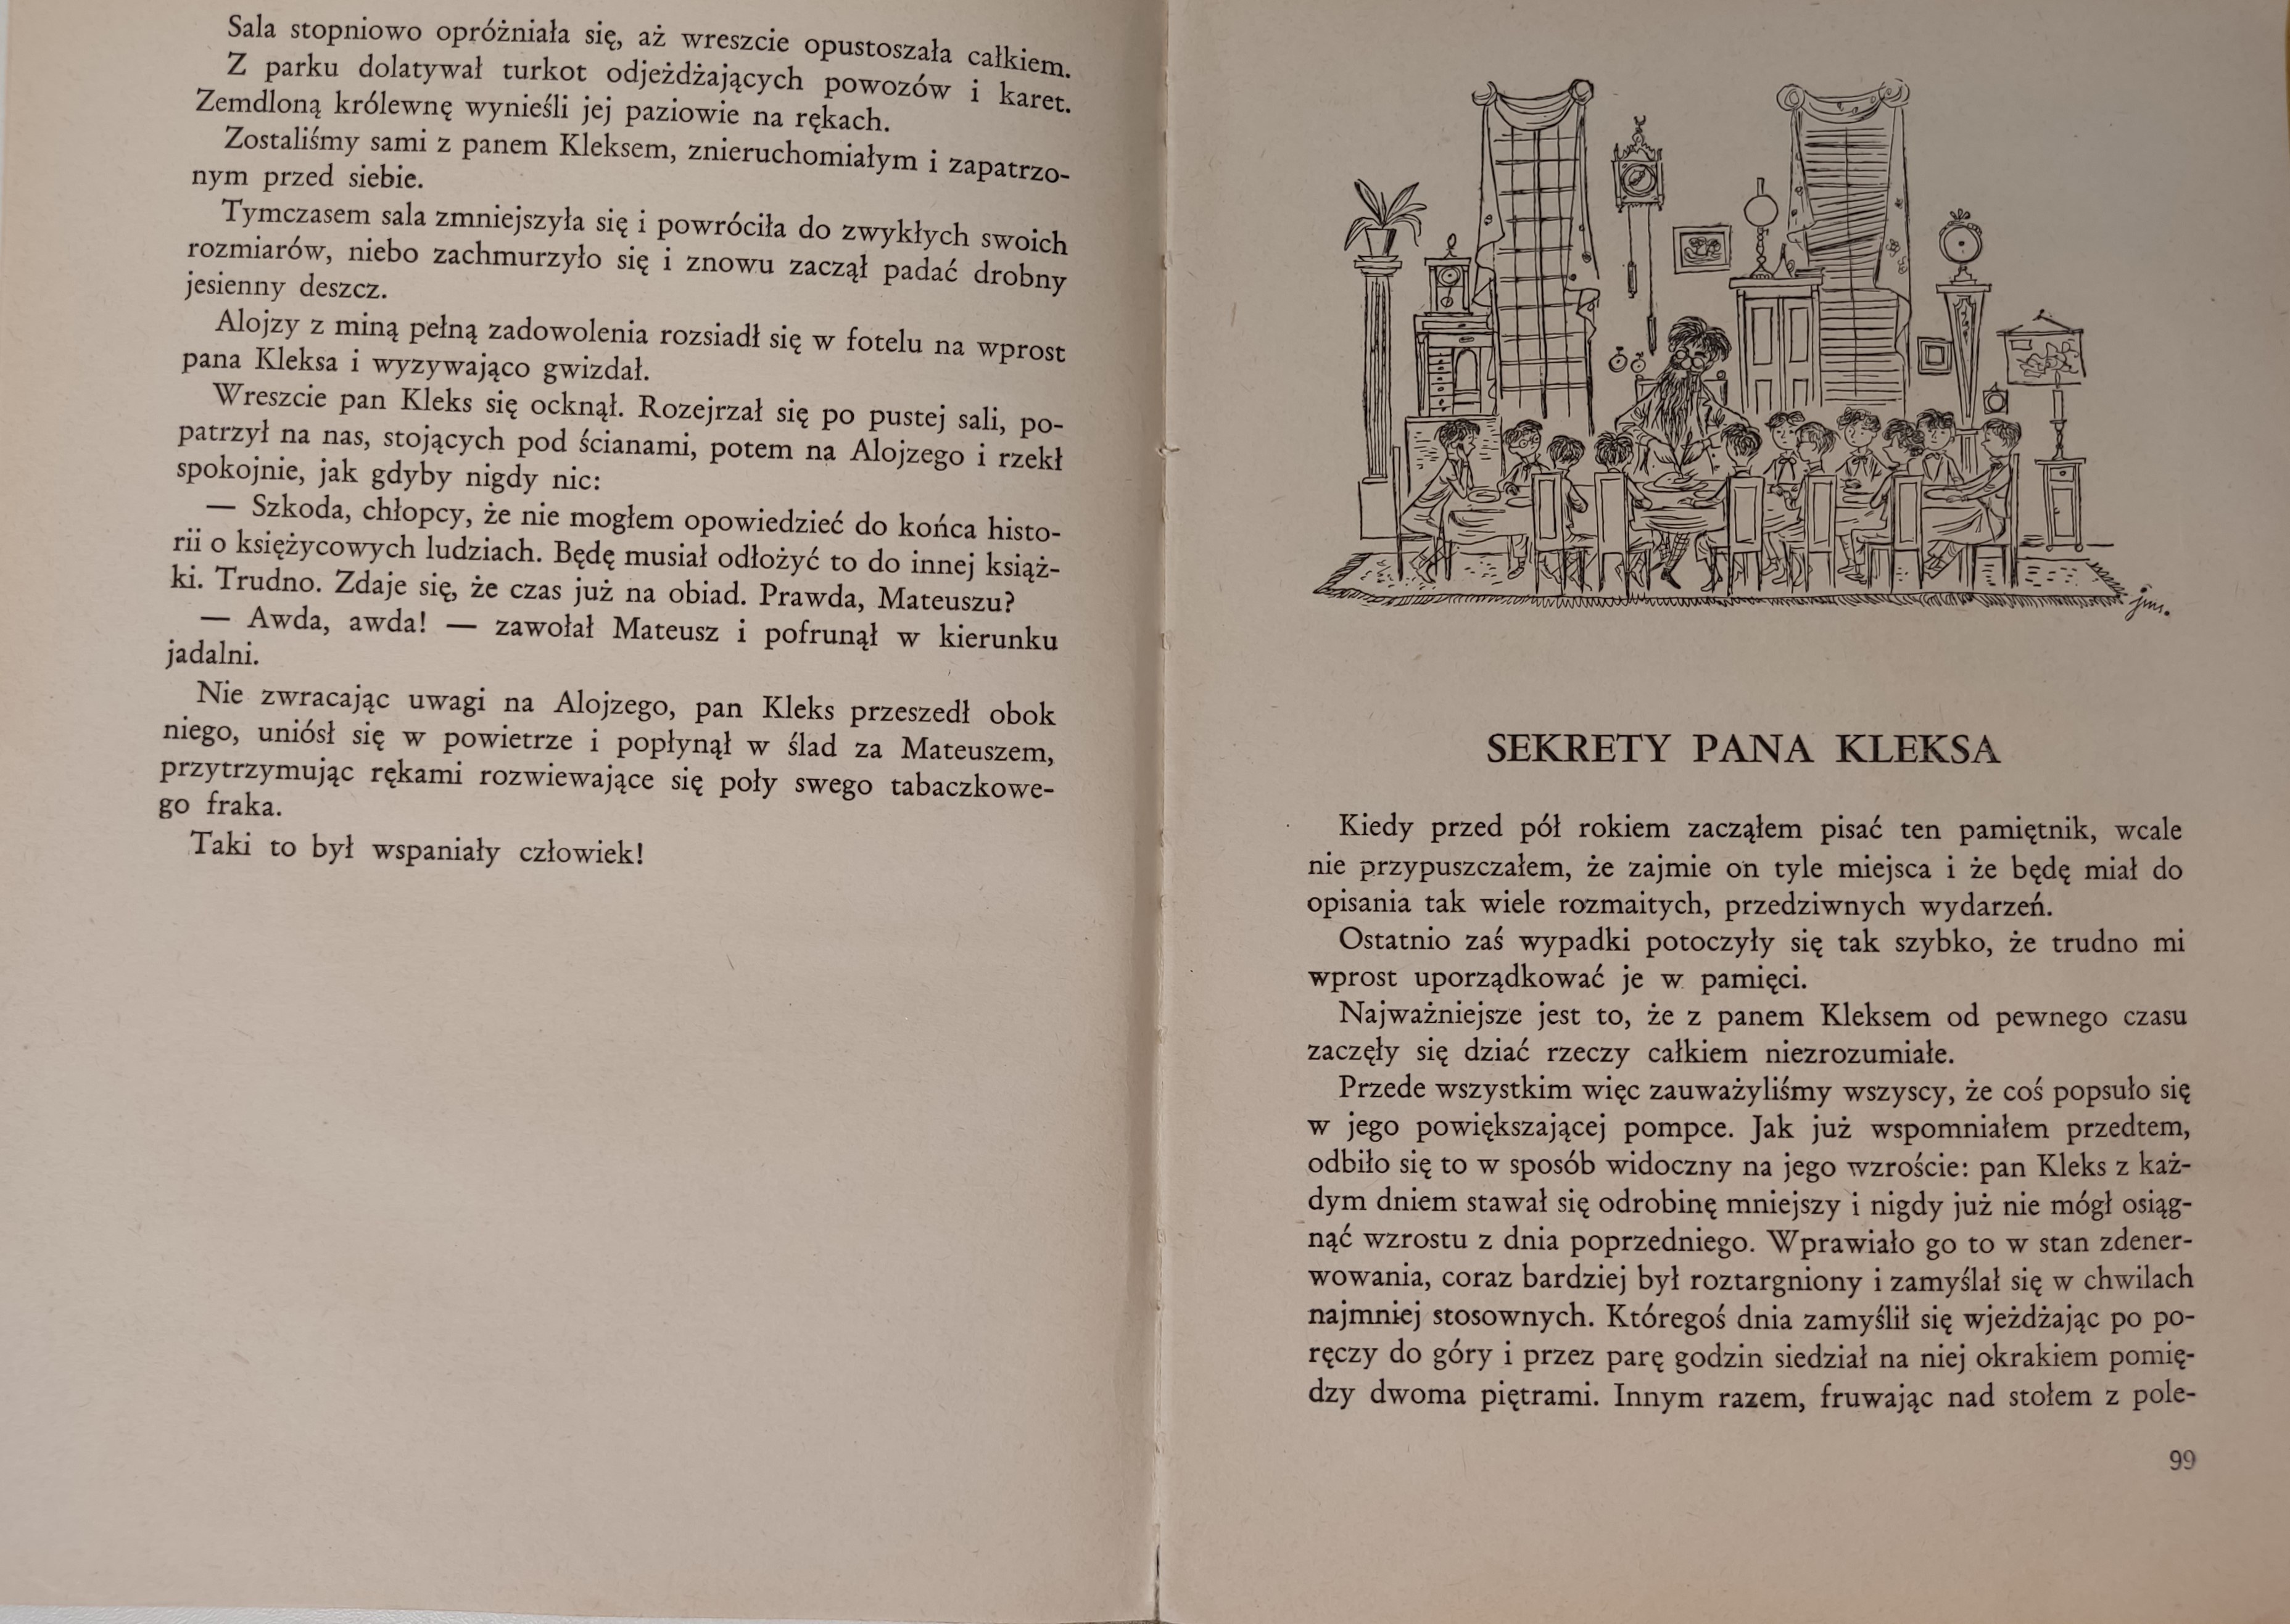 Sala stopniowo opróżniała się, aż wreszcie opustoszała całkiem.
Z parku dolatywał turkot odjeżdżających powozów i karet.
Zemdloną królewnę wynieśli jej paziowie na rękach.
Zostaliśmy sami z panem Kleksem, znieruchomiałym i zapatrzo-
nym przed siebie.
Tymczasem sala zmniejszyła się i powróciła do zwykłych swoich
rozmiarów, niebo zachmurzyło się i znowu zaczął padać drobny
jesienny deszcz.
Alojzy z miną pełną zadowolenia rozsiadł się w fotelu na wprost
pana Kleksa i wyzywająco gwizdał.
Wreszcie pan Kleks się ocknął. Rozejrzał się po pustej sali, po-
patrzył na nas, stojących pod ścianami, potem na Alojzego i rzekł
spokojnie, jak gdyby nigdy nic:
— Szkoda, chłopcy, że nie mogłem opowiedzieć do końca histo-
rii o księżycowych ludziach. Będę musiał odłożyć to do innej książ-
ki. Trudno. Zdaje się, że czas już na obiad. Prawda, Mateuszu?
— Awda, awda! — zawołał Mateusz i pofrunął w kierunku
jadalni.
Nie zwracając uwagi na Alojzego, pan Kleks przeszedł obok
niego, uniósł się w powietrze i popłynął w ślad za Mateuszem,
przytrzymując rękami rozwiewające się poły swego tabaczkowe-
go fraka.
Taki to był wspaniały człowiek!
jms.
SEKRETY PANA KLEKSA
Kiedy przed pół rokiem zacząłem pisać ten pamiętnik, wcale
nie przypuszczałem, że zajmie on tyle miejsca i że będę miał do
opisania tak wiele rozmaitych, przedziwnych wydarzeń.
Ostatnio zaś wypadki potoczyły się tak szybko, że trudno mi
wprost uporządkować je w pamięci.
Najważniejsze jest to, że z panem Kleksem od pewnego czasu
zaczęły się dziać rzeczy całkiem niezrozumiałe.
Przede wszystkim więc zauważyliśmy wszyscy, że coś popsuło się
w jego powiększającej pompce. Jak już wspomniałem przedtem,
odbiło się to w sposób widoczny na jego wzroście: pan Kleks z każ-
dym dniem stawał się odrobinę mniejszy i nigdy już nie mógł osiąg-
nąć wzrostu z dnia poprzedniego. Wprawiało go to w stan zdener-
wowania, coraz bardziej był roztargniony i zamyślał się w chwilach
najmniej stosownych. Któregoś dnia zamyślił się wjeżdżając po po-
ręczy do góry i przez parę godzin siedział na niej okrakiem pomię-
dzy dwoma piętrami. Innym razem, fruwając nad stołem z pole-
99